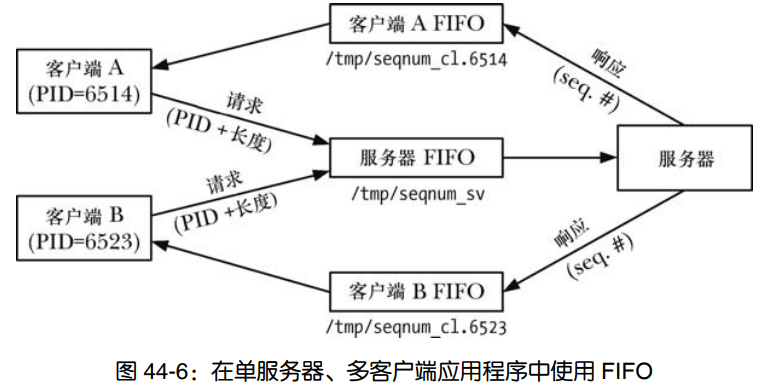 客户端 A FIFO
/tmp/seqnum_cl.6514
客户端 A
(PID=6514)
响应
(seq. #)
请求
(PID +长度)
服务器 FIFO
/tmp/seqnum_sv
服务器
请求
(PID +长度)
客户端 B
(PID=6523)
响应
(seq. #)
客户端 B FIFO
/tmp/seqnum_cl.6523
图 44-6：在单服务器、多客户端应用程序中使用 FIFO